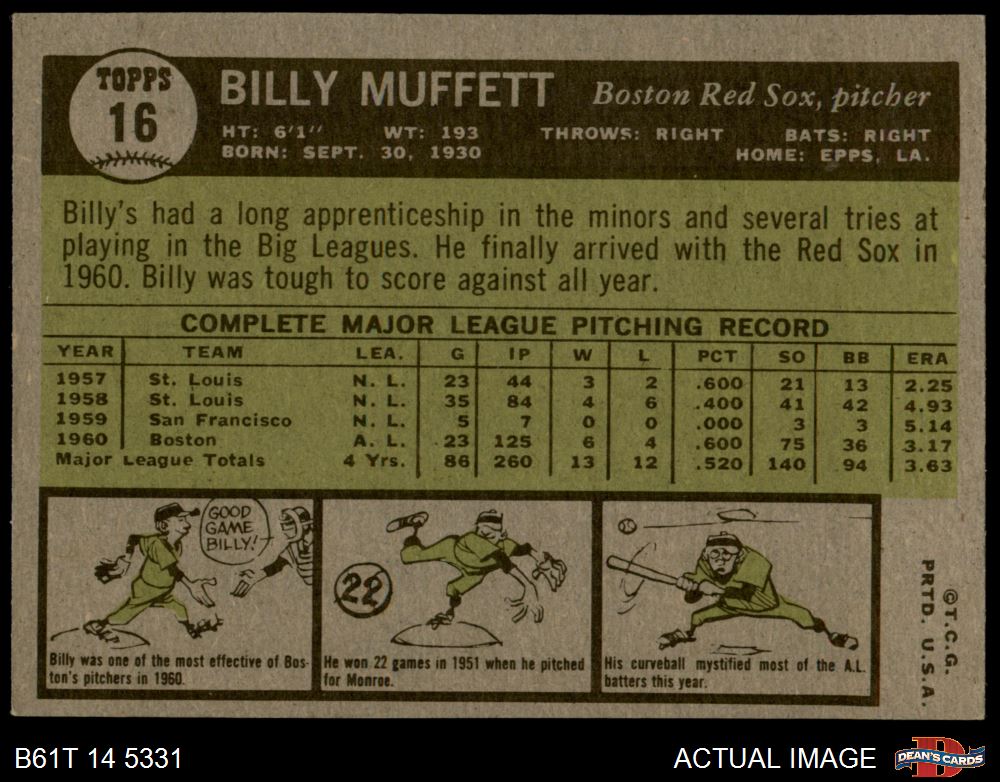 TOPPS
16
BILLY MUFFETT Boston Red Sox, pitcher
HT: 6'1" WT: 193 THROWS: RIGHT BATS: RIGHT
BORN: SEPT. 30, 1930 HOME: EPPS, LA.
Billy's had a long apprenticeship in the minors and several tries at
playing in the Big Leagues. He finally arrived with the Red Sox in
1960. Billy was tough to score against all year.
COMPLETE MAJOR LEAGUE PITCHING RECORD
YEAR TEAM LEA. G IP W L PCT SO BB ERA
1957 St. Louis N. L. 23 44 3 2 .600 21 13 2.25
1958 St. Louis N. L. 35 84 4 6 .400 41 42 4.93
1959 San Francisco N. L. 5 7 0 0 .000 3 3 5.14
1960 Boston A. L. 23 125 6 4 .600 75 36 3.17
Major League Totals 4 Yrs. 86 260 13 12 .520 140 94 3.63
GOOD
GAME
BILLY!
Billy was one of the most effective of Bos-
ton's pitchers in 1960.
22
He won 22 games in 1951 when he pitched
for Monroe.
His curveball mystified most of the A.L.
batters this year.
©T.C.G.
PRTD. U.S.A.
B61T 14 5331 ACTUAL IMAGE
D
DEAN'S CARDS